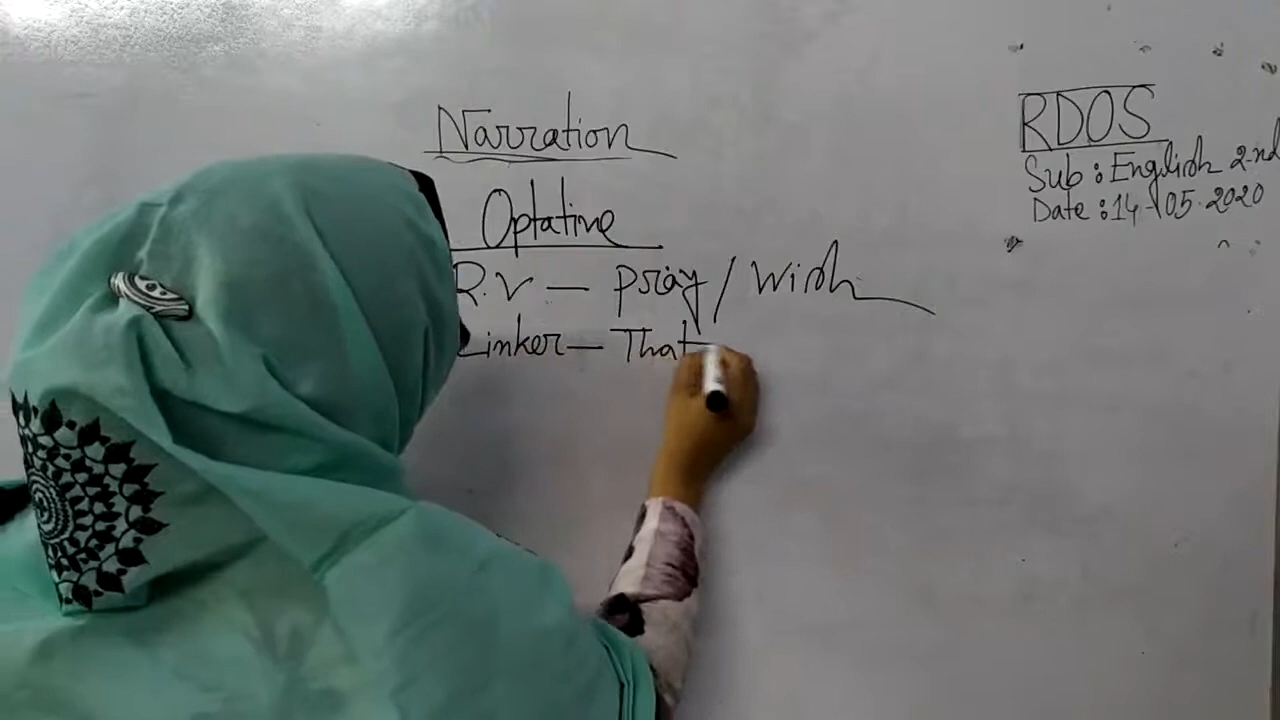 Narration
Optative
R.V — Pray / Wish
Linker — That
RDOS
Sub : English 2nd
Date : 14-05-2020